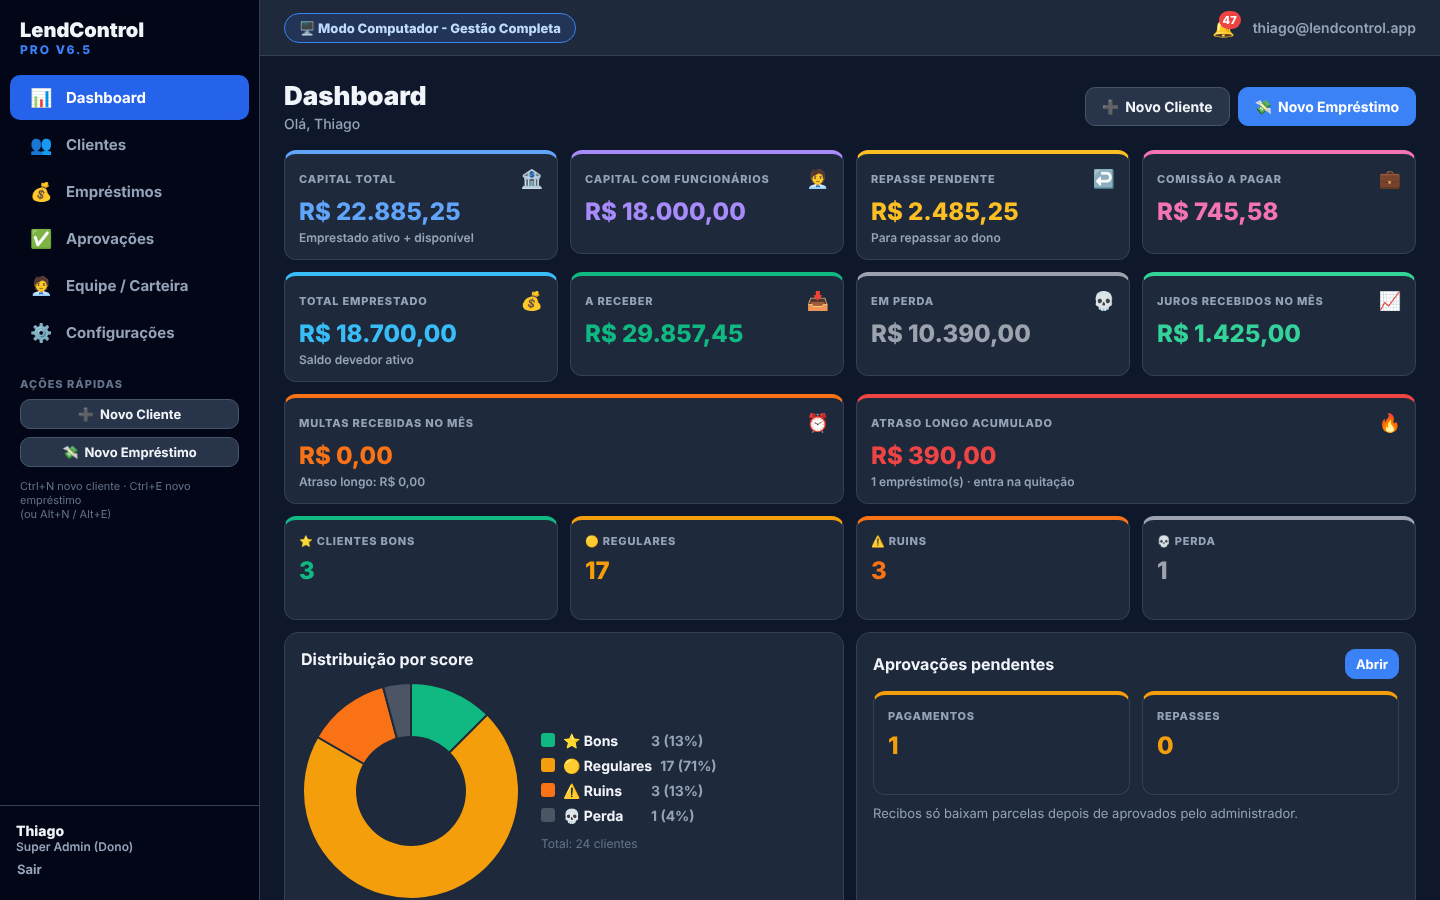 LendControl
PRO V6.5
Dashboard
Clientes
Empréstimos
Aprovações
Equipe / Carteira
Configurações
AÇÕES RÁPIDAS
Novo Cliente
Novo Empréstimo
Ctrl+N novo cliente · Ctrl+E novo
empréstimo
(ou Alt+N / Alt+E)
Thiago
Super Admin (Dono)
Sair
Modo Computador - Gestão Completa
47
thiago@lendcontrol.app
Dashboard
Olá, Thiago
Novo Cliente
Novo Empréstimo
CAPITAL TOTAL
R$ 22.885,25
Emprestado ativo + disponível
CAPITAL COM FUNCIONÁRIOS
R$ 18.000,00
REPASSE PENDENTE
R$ 2.485,25
Para repassar ao dono
COMISSÃO A PAGAR
R$ 745,58
TOTAL EMPRESTADO
R$ 18.700,00
Saldo devedor ativo
A RECEBER
R$ 29.857,45
EM PERDA
R$ 10.390,00
JUROS RECEBIDOS NO MÊS
R$ 1.425,00
MULTAS RECEBIDAS NO MÊS
R$ 0,00
Atraso longo: R$ 0,00
ATRASO LONGO ACUMULADO
R$ 390,00
1 empréstimo(s) · entra na quitação
CLIENTES BONS
3
REGULARES
17
RUINS
3
PERDA
1
Distribuição por score
Bons 3 (13%)
Regulares 17 (71%)
Ruins 3 (13%)
Perda 1 (4%)
Total: 24 clientes
Aprovações pendentes
Abrir
PAGAMENTOS
1
REPASSES
0
Recibos só baixam parcelas depois de aprovados pelo administrador.